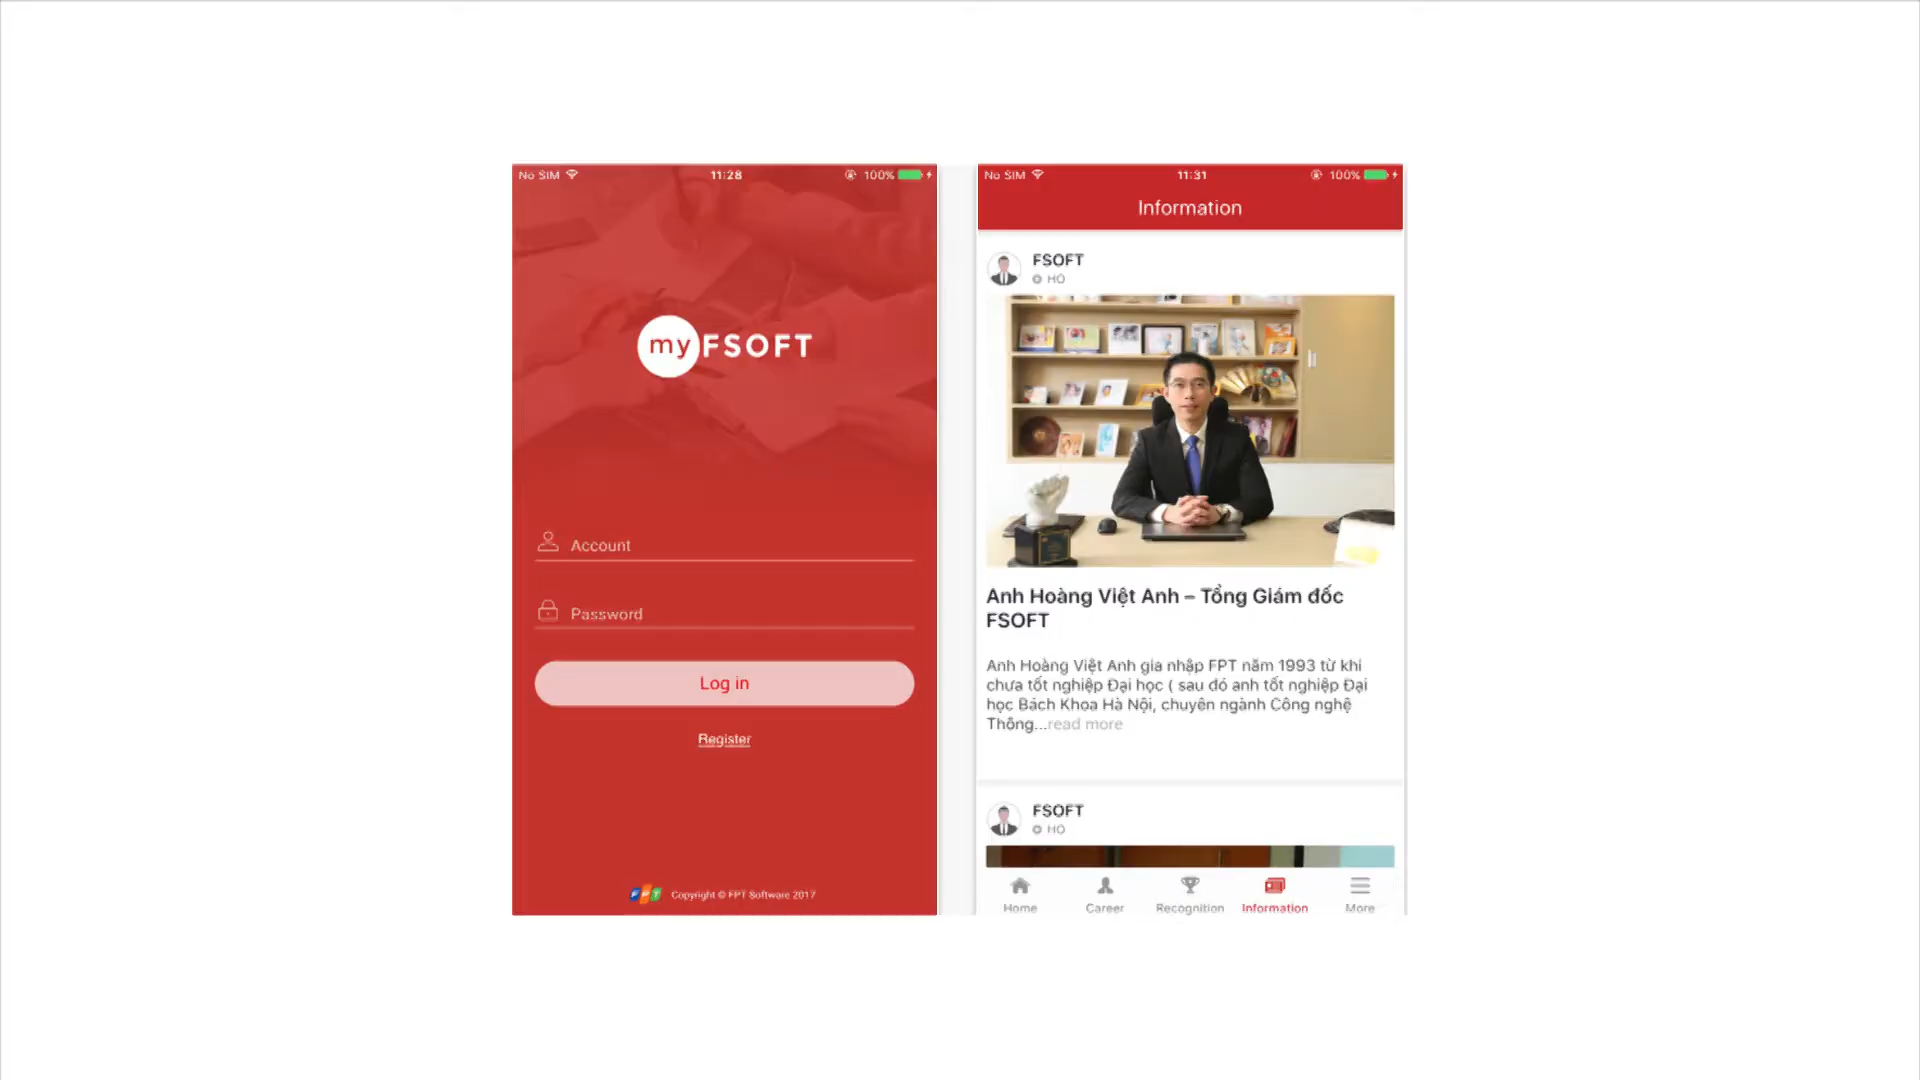 No SIM 11:28 100%
my FSOFT
Account
Password
Log in
Register
FPT Copyright © FPT Software 2017
No SIM 11:31 100%
Information
FSOFT
HO
Anh Hoàng Việt Anh – Tổng Giám đốc
FSOFT
Anh Hoàng Việt Anh gia nhập FPT năm 1993 từ khi
chưa tốt nghiệp Đại học ( sau đó anh tốt nghiệp Đại
học Bách Khoa Hà Nội, chuyên ngành Công nghệ
Thông...read more
FSOFT
HO
Home Career Recognition Information More